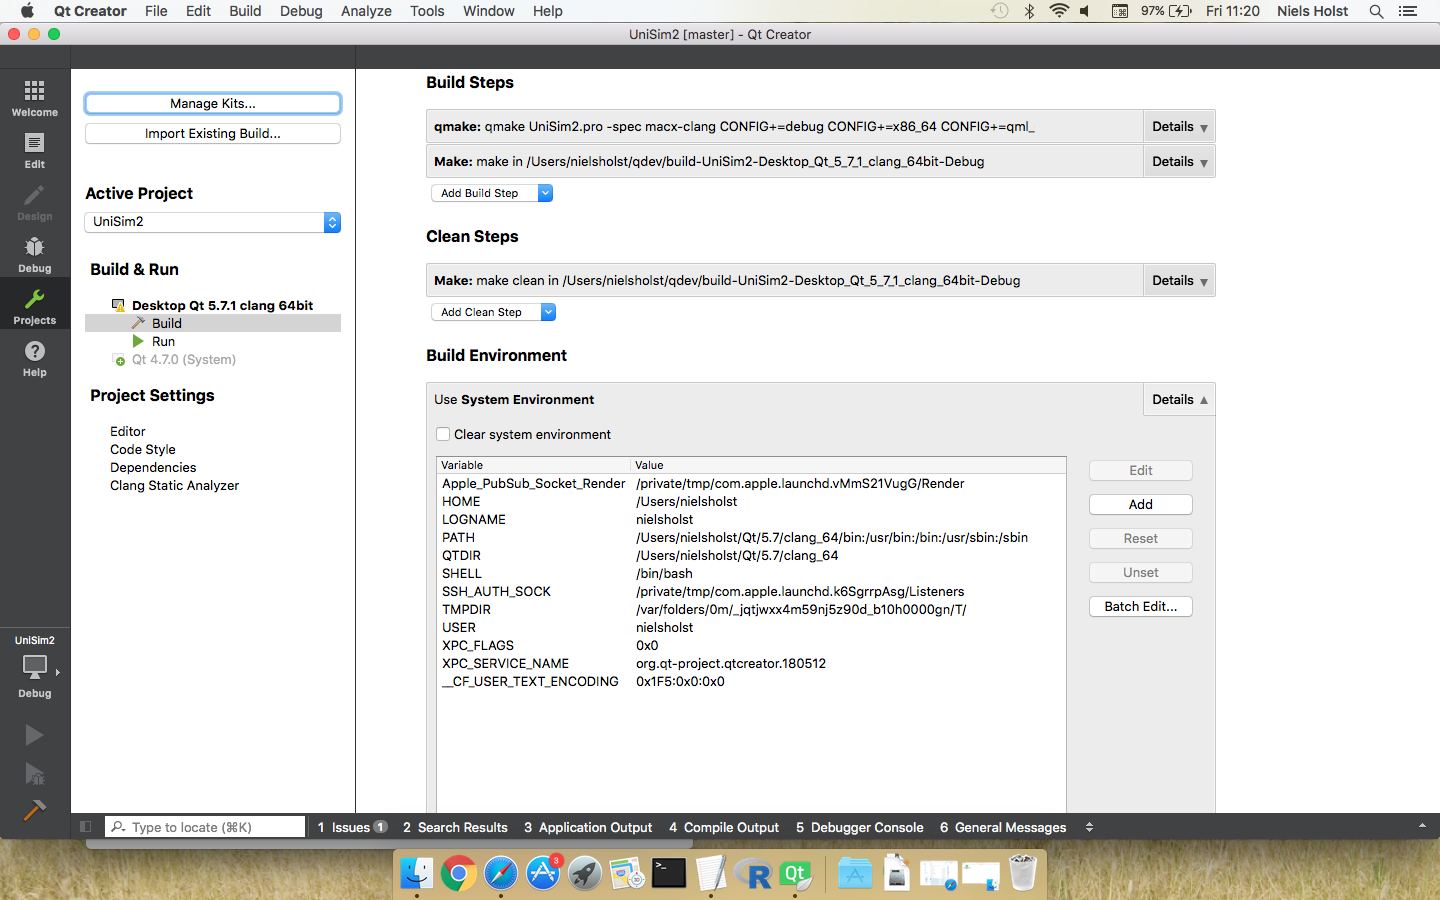 Qt Creator File Edit Build Debug Analyze Tools Window Help 97% Fri 11:20 Niels Holst
UniSim2 [master] - Qt Creator
Welcome
Edit
Design
Debug
Projects
Help
UniSim2
Debug
Manage Kits...
Import Existing Build...
Active Project
UniSim2
Build & Run
Desktop Qt 5.7.1 clang 64bit
Build
Run
Qt 4.7.0 (System)
Project Settings
Editor
Code Style
Dependencies
Clang Static Analyzer
Build Steps
qmake: qmake UniSim2.pro -spec macx-clang CONFIG+=debug CONFIG+=x86_64 CONFIG+=qml_ Details
Make: make in /Users/nielsholst/qdev/build-UniSim2-Desktop_Qt_5_7_1_clang_64bit-Debug Details
Add Build Step
Clean Steps
Make: make clean in /Users/nielsholst/qdev/build-UniSim2-Desktop_Qt_5_7_1_clang_64bit-Debug Details
Add Clean Step
Build Environment
Use System Environment Details
Clear system environment
Variable Value
Apple_PubSub_Socket_Render /private/tmp/com.apple.launchd.vMmS21VugG/Render
HOME /Users/nielsholst
LOGNAME nielsholst
PATH /Users/nielsholst/Qt/5.7/clang_64/bin:/usr/bin:/bin:/usr/sbin:/sbin
QTDIR /Users/nielsholst/Qt/5.7/clang_64
SHELL /bin/bash
SSH_AUTH_SOCK /private/tmp/com.apple.launchd.k6SgrrpAsg/Listeners
TMPDIR /var/folders/0m/_jqtjwxx4m59nj5z90d_b10h0000gn/T/
USER nielsholst
XPC_FLAGS 0x0
XPC_SERVICE_NAME org.qt-project.qtcreator.180512
__CF_USER_TEXT_ENCODING 0x1F5:0x0:0x0
Edit
Add
Reset
Unset
Batch Edit...
Type to locate (⌘K) 1 Issues 1 2 Search Results 3 Application Output 4 Compile Output 5 Debugger Console 6 General Messages
3
R
Qt